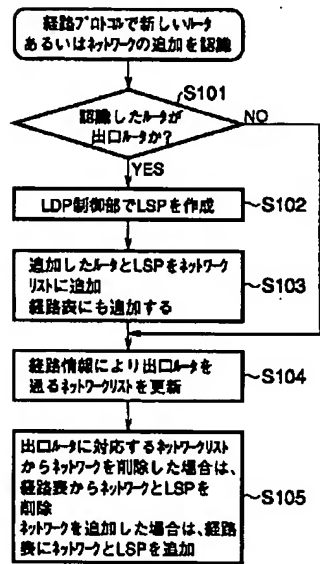 経路プロトコルで新しいルータ
あるいはネットワークの追加を認識
S101
認識したルータが
出口ルータか?
NO
YES
LDP制御部でLSPを作成
S102
追加したルータとLSPをネットワーク
リストに追加
経路表にも追加する
S103
経路情報により出口ルータを
通るネットワークリストを更新
S104
出口ルータに対応するネットワークリスト
からネットワークを削除した場合は、
経路表からネットワークとLSPを
削除
ネットワークを追加した場合は、経路
表にネットワークとLSPを追加
S105